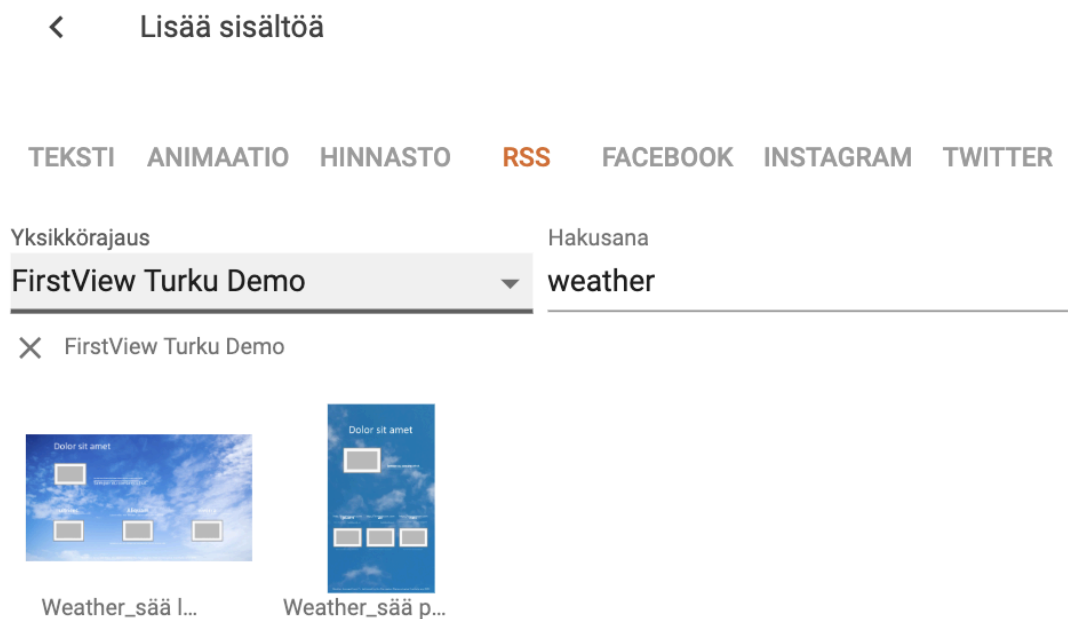 Lisää sisältöä
TEKSTI ANIMAATIO HINNASTO RSS FACEBOOK INSTAGRAM TWITTER
Yksikkörajaus Hakusana
FirstView Turku Demo weather
FirstView Turku Demo
Dolor sit amet
Dolor sit amet
Weather_sää l... Weather_sää p...